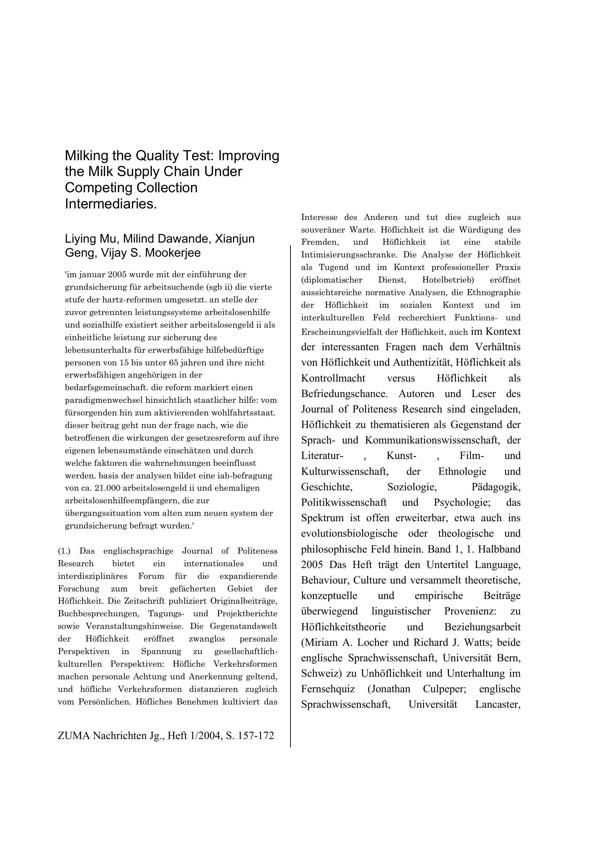 Milking the Quality Test: Improving
the Milk Supply Chain Under
Competing Collection
Intermediaries.
Liying Mu, Milind Dawande, Xianjun
Geng, Vijay S. Mookerjee
'im januar 2005 wurde mit der einführung der
grundsicherung für arbeitsuchende (sgb ii) die vierte
stufe der hartz-reformen umgesetzt. an stelle der
zuvor getrennten leistungssysteme arbeitslosenhilfe
und sozialhilfe existiert seither arbeitslosengeld ii als
einheitliche leistung zur sicherung des
lebensunterhalts für erwerbsfähige hilfebedürftige
personen von 15 bis unter 65 jahren und ihre nicht
erwerbsfähigen angehörigen in der
bedarfsgemeinschaft. die reform markiert einen
paradigmenwechsel hinsichtlich staatlicher hilfe: vom
fürsorgenden hin zum aktivierenden wohlfahrtsstaat.
dieser beitrag geht nun der frage nach, wie die
betroffenen die wirkungen der gesetzesreform auf ihre
eigenen lebensumstände einschätzen und durch
welche faktoren die wahrnehmungen beeinflusst
werden. basis der analysen bildet eine iab-befragung
von ca. 21.000 arbeitslosengeld ii und ehemaligen
arbeitslosenhilfeempfängern, die zur
übergangssituation vom alten zum neuen system der
grundsicherung befragt wurden.'
(1.) Das englischsprachige Journal of Politeness
Research bietet ein internationales und
interdisziplinäres Forum für die expandierende
Forschung zum breit gefächerten Gebiet der
Höflichkeit. Die Zeitschrift publiziert Originalbeiträge,
Buchbesprechungen, Tagungs- und Projektberichte
sowie Veranstaltungshinweise. Die Gegenstandswelt
der Höflichkeit eröffnet zwanglos personale
Perspektiven in Spannung zu gesellschaftlich-
kulturellen Perspektiven: Höfliche Verkehrsformen
machen personale Achtung und Anerkennung geltend,
und höfliche Verkehrsformen distanzieren zugleich
vom Persönlichen. Höfliches Benehmen kultiviert das
ZUMA Nachrichten Jg., Heft 1/2004, S. 157-172
Interesse des Anderen und tut dies zugleich aus
souveräner Warte. Höflichkeit ist die Würdigung des
Fremden, und Höflichkeit ist eine stabile
Intimisierungsschranke. Die Analyse der Höflichkeit
als Tugend und im Kontext professioneller Praxis
(diplomatischer Dienst, Hotelbetrieb) eröffnet
aussichtsreiche normative Analysen, die Ethnographie
der Höflichkeit im sozialen Kontext und im
interkulturellen Feld recherchiert Funktions- und
Erscheinungsvielfalt der Höflichkeit, auch im Kontext
der interessanten Fragen nach dem Verhältnis
von Höflichkeit und Authentizität, Höflichkeit als
Kontrollmacht versus Höflichkeit als
Befriedungschance. Autoren und Leser des
Journal of Politeness Research sind eingeladen,
Höflichkeit zu thematisieren als Gegenstand der
Sprach- und Kommunikationswissenschaft, der
Literatur- , Kunst- , Film- und
Kulturwissenschaft, der Ethnologie und
Geschichte, Soziologie, Pädagogik,
Politikwissenschaft und Psychologie; das
Spektrum ist offen erweiterbar, etwa auch ins
evolutionsbiologische oder theologische und
philosophische Feld hinein. Band 1, 1. Halbband
2005 Das Heft trägt den Untertitel Language,
Behaviour, Culture und versammelt theoretische,
konzeptuelle und empirische Beiträge
überwiegend linguistischer Provenienz: zu
Höflichkeitstheorie und Beziehungsarbeit
(Miriam A. Locher und Richard J. Watts; beide
englische Sprachwissenschaft, Universität Bern,
Schweiz) zu Unhöflichkeit und Unterhaltung im
Fernsehquiz (Jonathan Culpeper; englische
Sprachwissenschaft, Universität Lancaster,